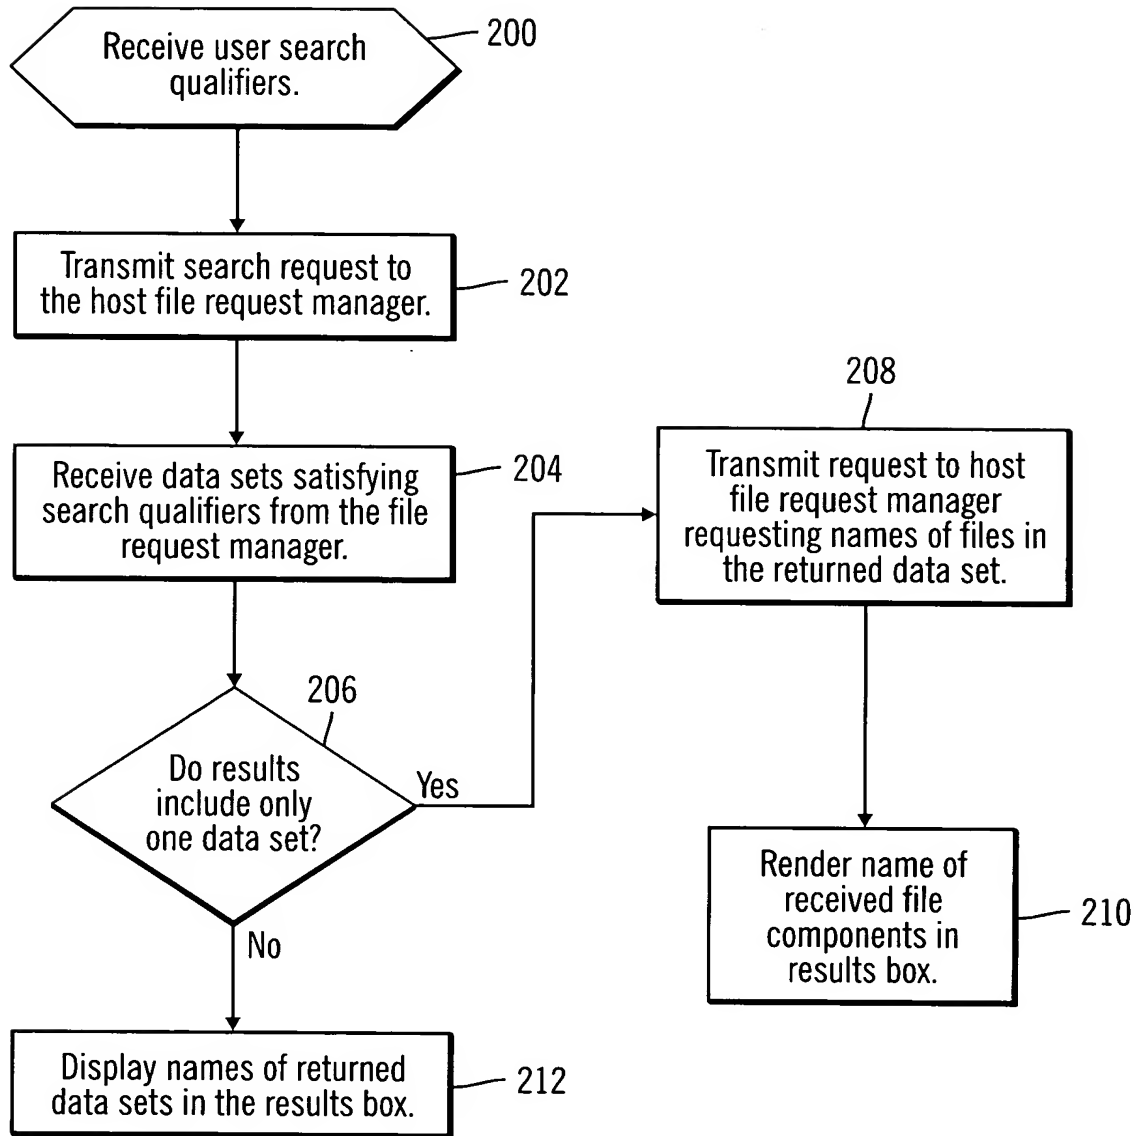 Receive user search
qualifiers.
200
Transmit search request to
the host file request manager.
202
Receive data sets satisfying
search qualifiers from the file
request manager.
204
206
Do results
include only
one data set?
Yes
No
208
Transmit request to host
file request manager
requesting names of files in
the returned data set.
Render name of
received file
components in
results box.
210
Display names of returned
data sets in the results box.
212